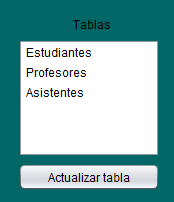 Tablas
Estudiantes
Profesores
Asistentes
Actualizar tabla